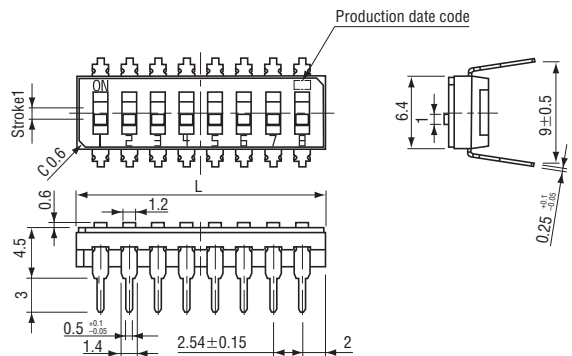 Production date code
ON
1 2 3 4 5 6 7 8
Stroke1
C 0.6
L
6.4
1
9±0.5
0.25 +0.1 -0.05
0.6
1.2
4.5
3
0.5 +0.1 -0.05
1.4
2.54±0.15
2